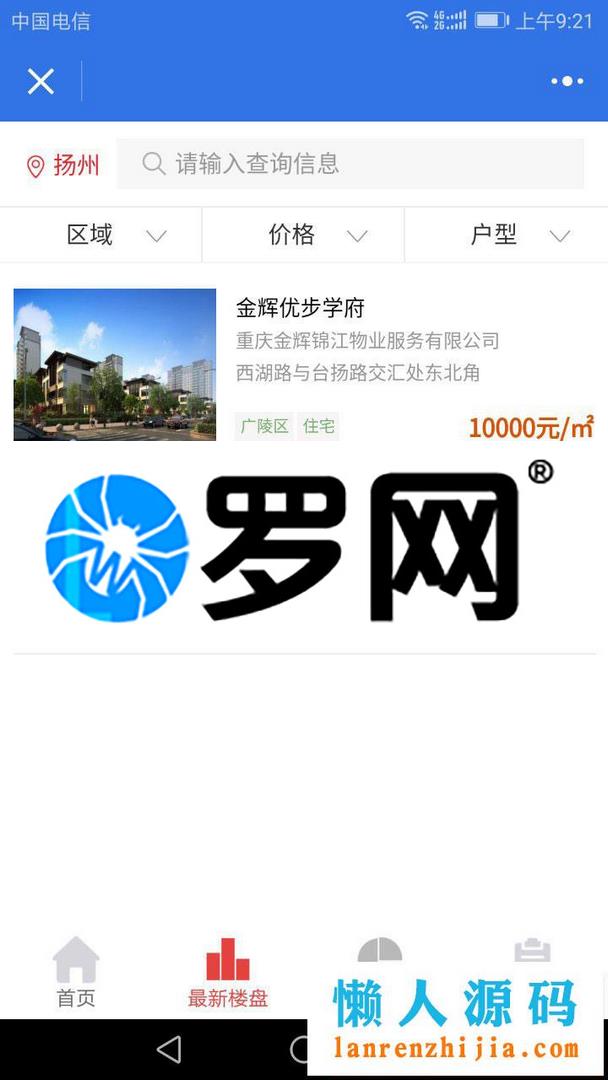 中国电信 4G 2G 上午9:21
扬州 请输入查询信息
区域 价格 户型
金辉优步学府
重庆金辉锦江物业服务有限公司
西湖路与台扬路交汇处东北角
广陵区 住宅 10000元/㎡
罗网®
首页 最新楼盘
懒人源码
lanrenzhijia.com